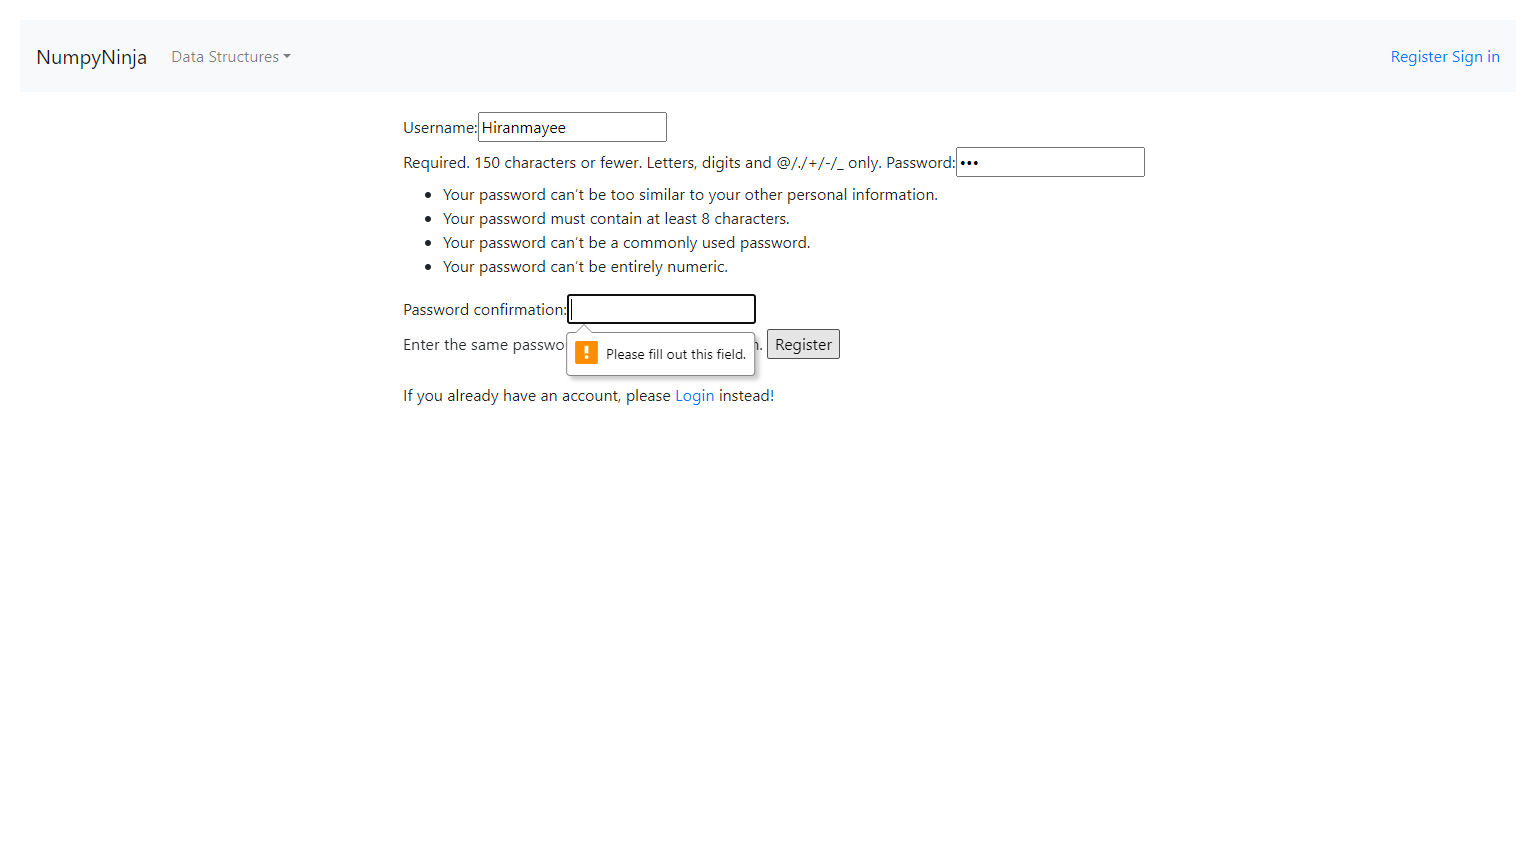 NumpyNinja Data Structures Register Sign in
Username: Hiranmayee
Required. 150 characters or fewer. Letters, digits and @/./+/-/_ only. Password: •••
• Your password can't be too similar to your other personal information.
• Your password must contain at least 8 characters.
• Your password can't be a commonly used password.
• Your password can't be entirely numeric.
Password confirmation:
Enter the same Register
Please fill out this field.
If you already have an account, please Login instead!